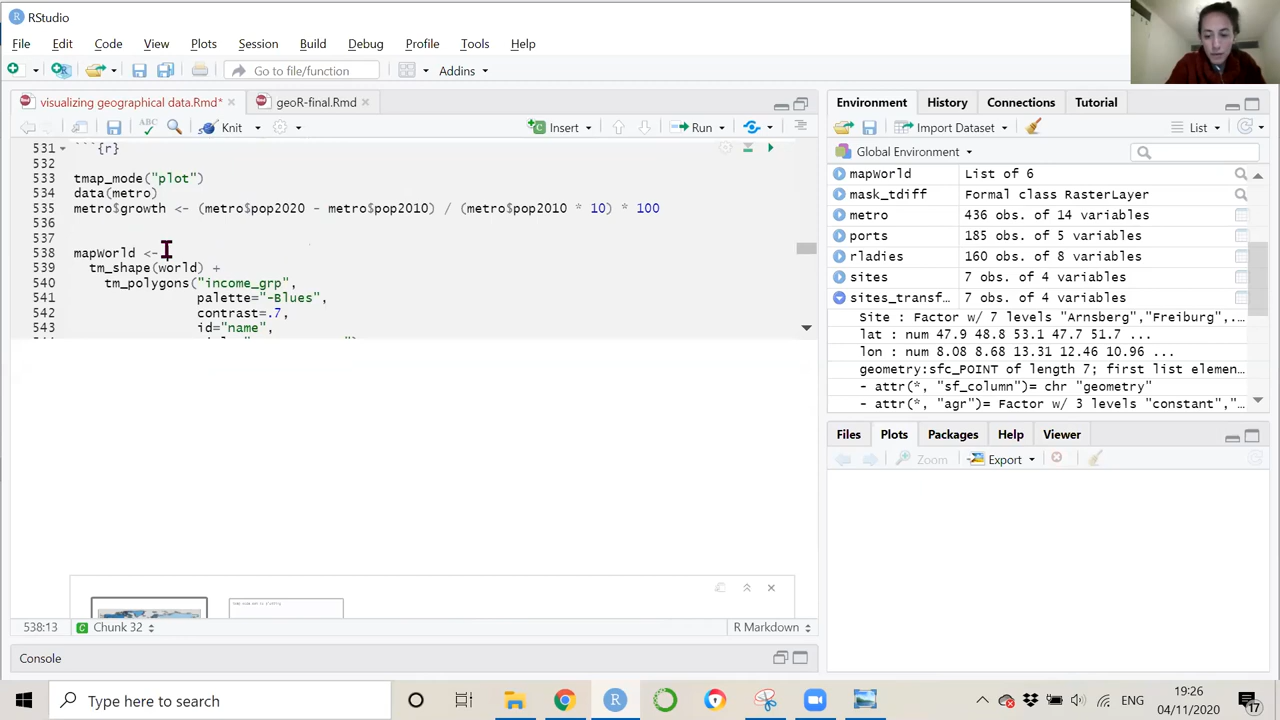 RStudio
File Edit Code View Plots Session Build Debug Profile Tools Help
Go to file/function Addins
visualizing geographical data.Rmd* geoR-final.Rmd
ABC Knit Insert Run
531 ```{r}
532
533 tmap_mode("plot")
534 data(metro)
535 metro$growth <- (metro$pop2020 - metro$pop2010) / (metro$pop2010 * 10) * 100
536
537
538 mapWorld <-
539 tm_shape(world) +
540 tm_polygons("income_grp",
541 palette="-Blues",
542 contrast=.7,
543 id="name",
538:13 Chunk 32 R Markdown
Console
Environment History Connections Tutorial
Import Dataset List
Global Environment
mapWorld List of 6
mask_tdiff Formal class RasterLayer
metro 436 obs. of 14 variables
ports 185 obs. of 5 variables
rladies 160 obs. of 8 variables
sites 7 obs. of 4 variables
sites_transf… 7 obs. of 4 variables
Site : Factor w/ 7 levels "Arnsberg","Freiburg",..
lat : num 47.9 48.8 53.1 47.7 51.7 ...
lon : num 8.08 8.68 13.31 12.46 10.96 ...
geometry:sfc_POINT of length 7; first list elemen…
- attr(*, "sf_column")= chr "geometry"
- attr(*, "agr")= Factor w/ 3 levels "constant","…
Files Plots Packages Help Viewer
Zoom Export
Type here to search
ENG
19:26
04/11/2020
17